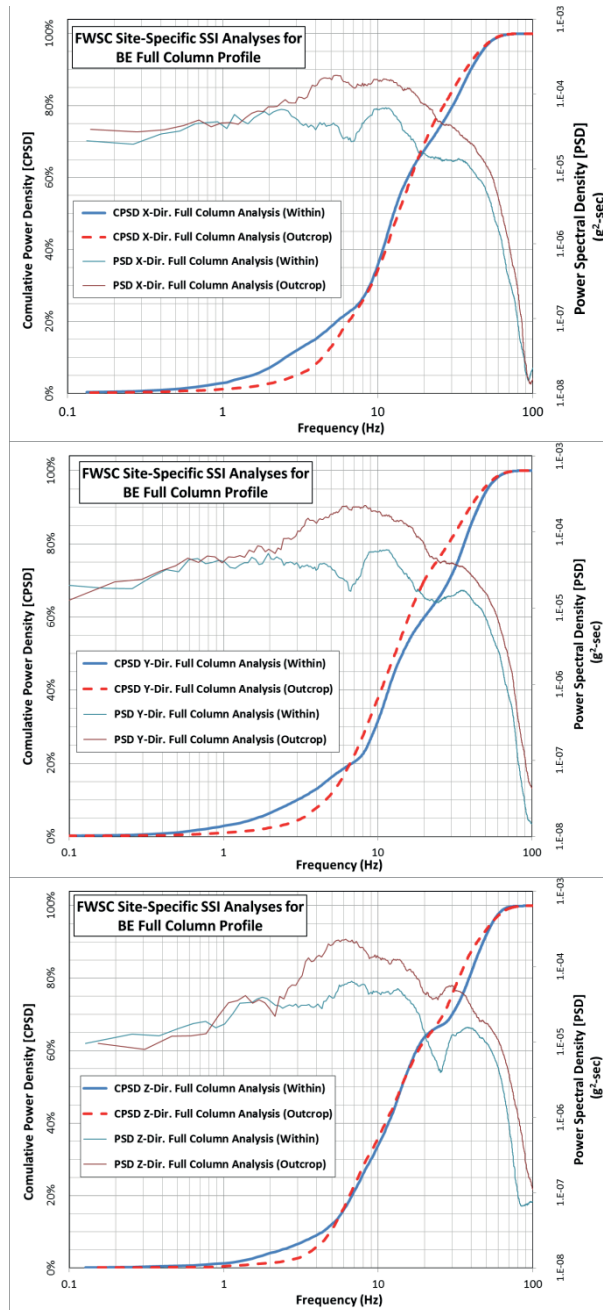 FWSC Site-Specific SSI Analyses for
BE Full Column Profile
100%
80%
60%
40%
20%
0%
Comulative Power Density [CPSD]
CPSD X-Dir. Full Column Analysis (Within)
CPSD X-Dir. Full Column Analysis (Outcrop)
PSD X-Dir. Full Column Analysis (Within)
PSD X-Dir. Full Column Analysis (Outcrop)
1.E-03
1.E-04
1.E-05
1.E-06
1.E-07
1.E-08
Power Spectral Density [PSD]
(g²-sec)
0.1
1
10
100
Frequency (Hz)
FWSC Site-Specific SSI Analyses for
BE Full Column Profile
100%
80%
60%
40%
20%
0%
Comulative Power Density [CPSD]
CPSD Y-Dir. Full Column Analysis (Within)
CPSD Y-Dir. Full Column Analysis (Outcrop)
PSD Y-Dir. Full Column Analysis (Within)
PSD Y-Dir. Full Column Analysis (Outcrop)
1.E-03
1.E-04
1.E-05
1.E-06
1.E-07
1.E-08
Power Spectral Density [PSD]
(g²-sec)
0.1
1
10
100
Frequency (Hz)
FWSC Site-Specific SSI Analyses for
BE Full Column Profile
100%
80%
60%
40%
20%
0%
Comulative Power Density [CPSD]
CPSD Z-Dir. Full Column Analysis (Within)
CPSD Z-Dir. Full Column Analysis (Outcrop)
PSD Z-Dir. Full Column Analysis (Within)
PSD Z-Dir. Full Column Analysis (Outcrop)
1.E-03
1.E-04
1.E-05
1.E-06
1.E-07
1.E-08
Power Spectral Density [PSD]
(g²-sec)
0.1
1
10
100
Frequency (Hz)